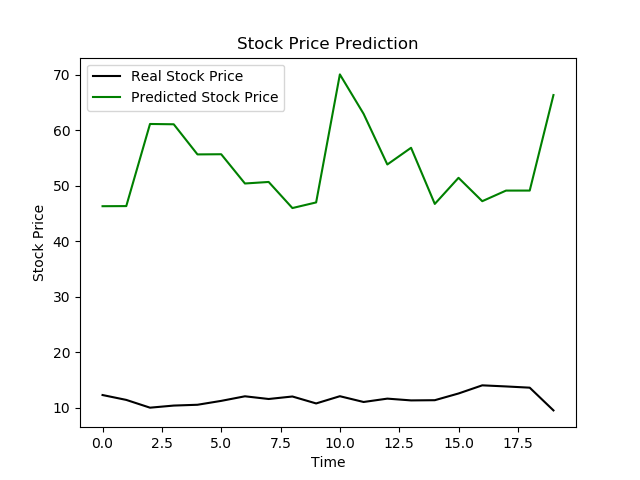 Stock Price Prediction
Real Stock Price
Predicted Stock Price
Stock Price
70
60
50
40
30
20
10
0.0 2.5 5.0 7.5 10.0 12.5 15.0 17.5
Time